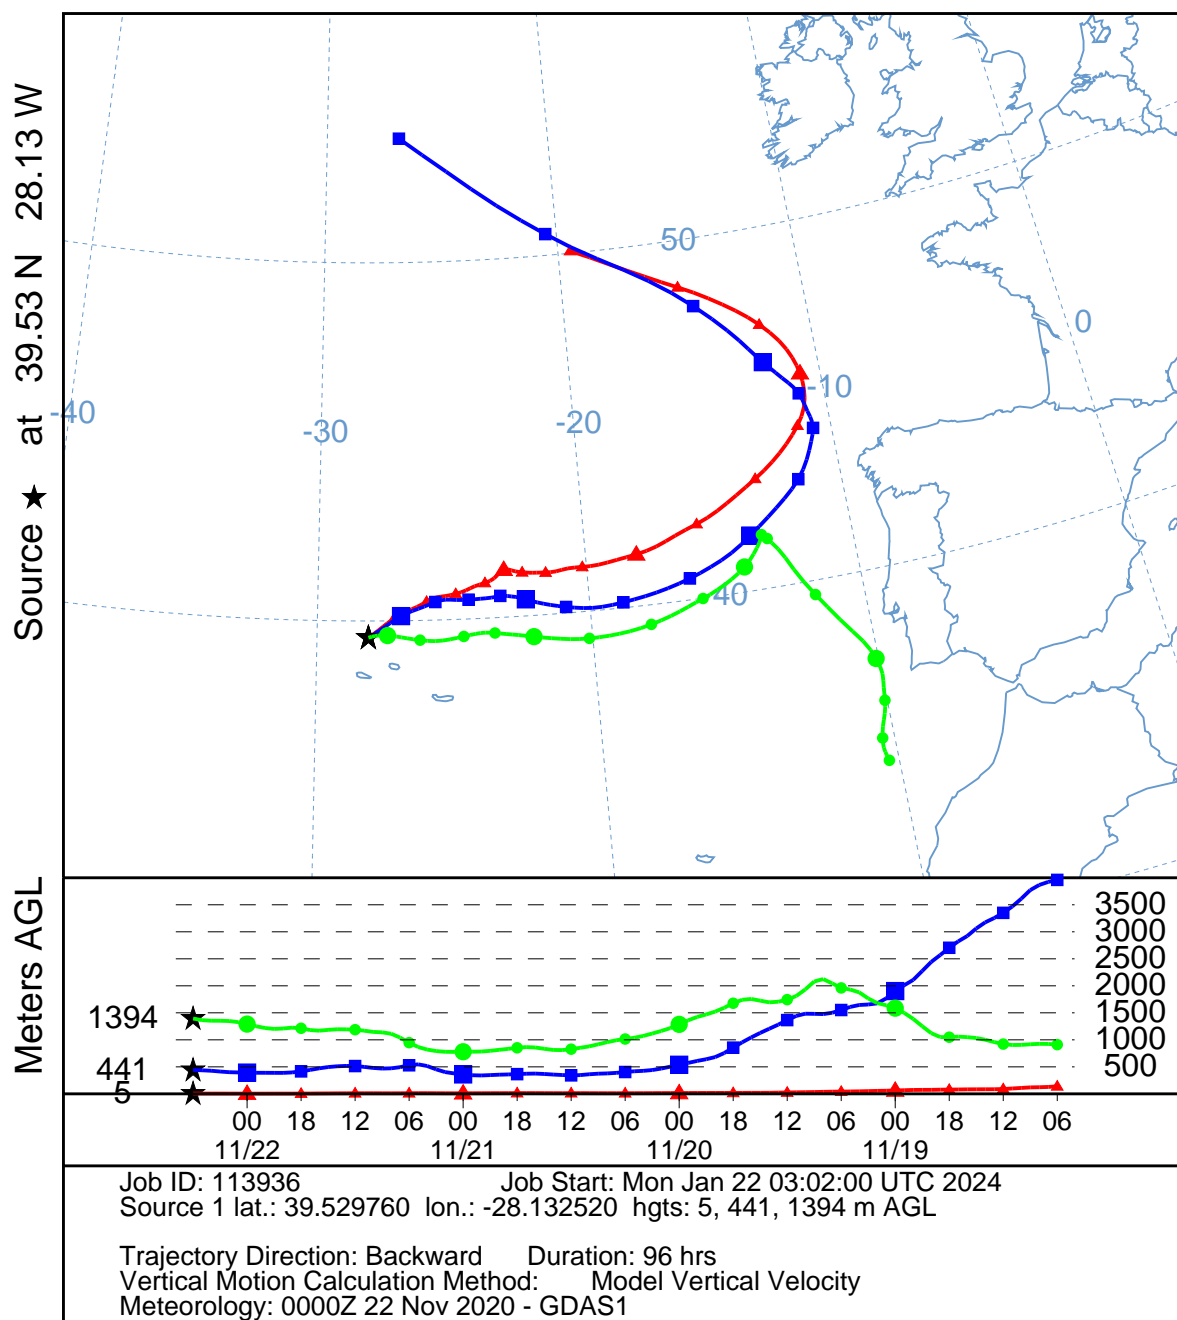 Source ★ at 39.53 N 28.13 W
50
0
-10
-40
-20
-30
40
Meters AGL
3500
3000
2500
2000
1500
1000
500
1394
441
5
00 18 12 06 00 18 12 06 00 18 12 06 00 18 12 06
11/22 11/21 11/20 11/19
Job ID: 113936 Job Start: Mon Jan 22 03:02:00 UTC 2024
Source 1 lat.: 39.529760 lon.: -28.132520 hgts: 5, 441, 1394 m AGL
Trajectory Direction: Backward Duration: 96 hrs
Vertical Motion Calculation Method: Model Vertical Velocity
Meteorology: 0000Z 22 Nov 2020 - GDAS1